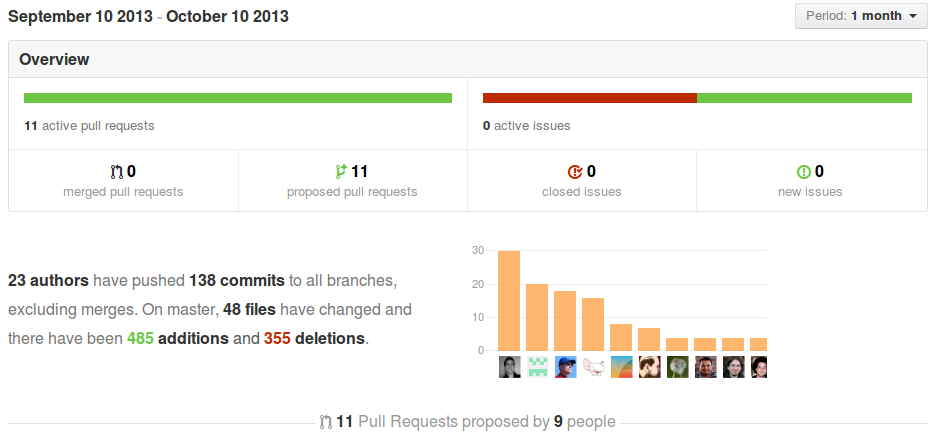 September 10 2013 - October 10 2013
Period: 1 month
Overview
11 active pull requests
0 active issues
0
merged pull requests
11
proposed pull requests
0
closed issues
0
new issues
23 authors have pushed 138 commits to all branches,
excluding merges. On master, 48 files have changed and
there have been 485 additions and 355 deletions.
30
20
10
0
11 Pull Requests proposed by 9 people